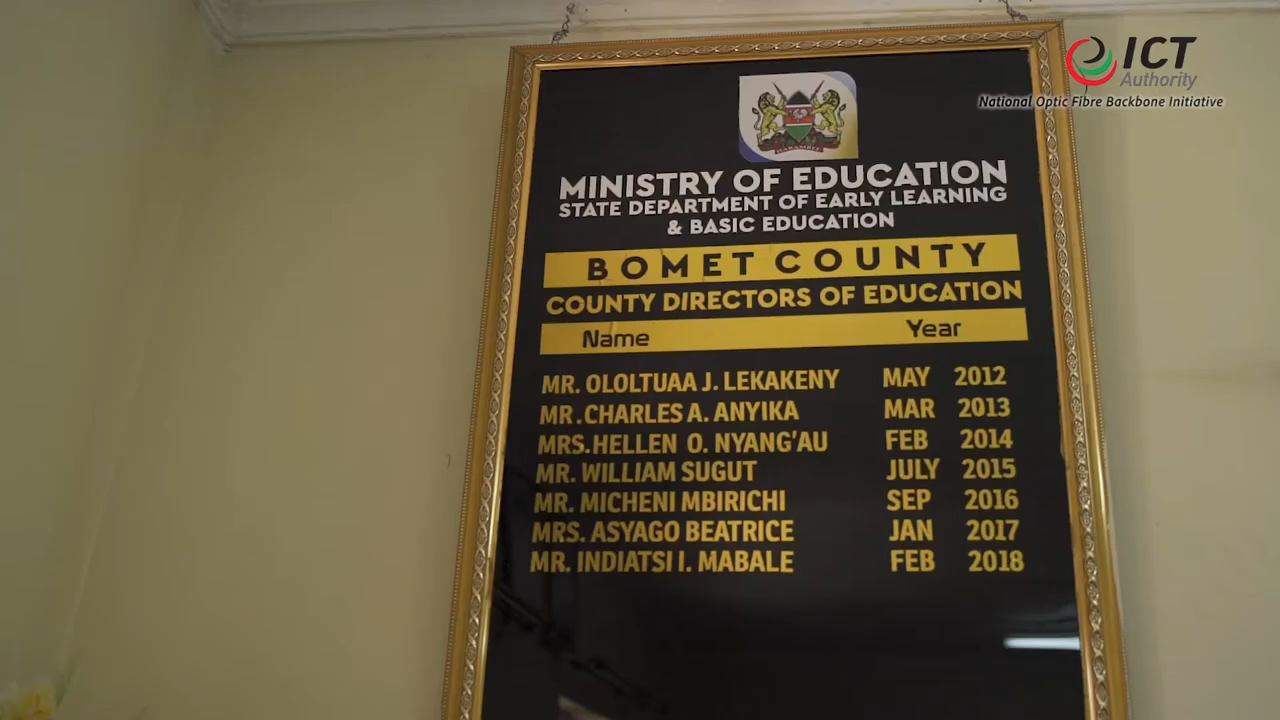 ICT
Authority
National Optic Fibre Backbone Initiative
MINISTRY OF EDUCATION
STATE DEPARTMENT OF EARLY LEARNING
& BASIC EDUCATION
BOMET COUNTY
COUNTY DIRECTORS OF EDUCATION
Name Year
MR. OLOLTUAA J. LEKAKENY MAY 2012
MR. CHARLES A. ANYIKA MAR 2013
MRS. HELLEN O. NYANG'AU FEB 2014
MR. WILLIAM SUGUT JULY 2015
MR. MICHENI MBIRICHI SEP 2016
MRS. ASYAGO BEATRICE JAN 2017
MR. INDIATSI I. MABALE FEB 2018